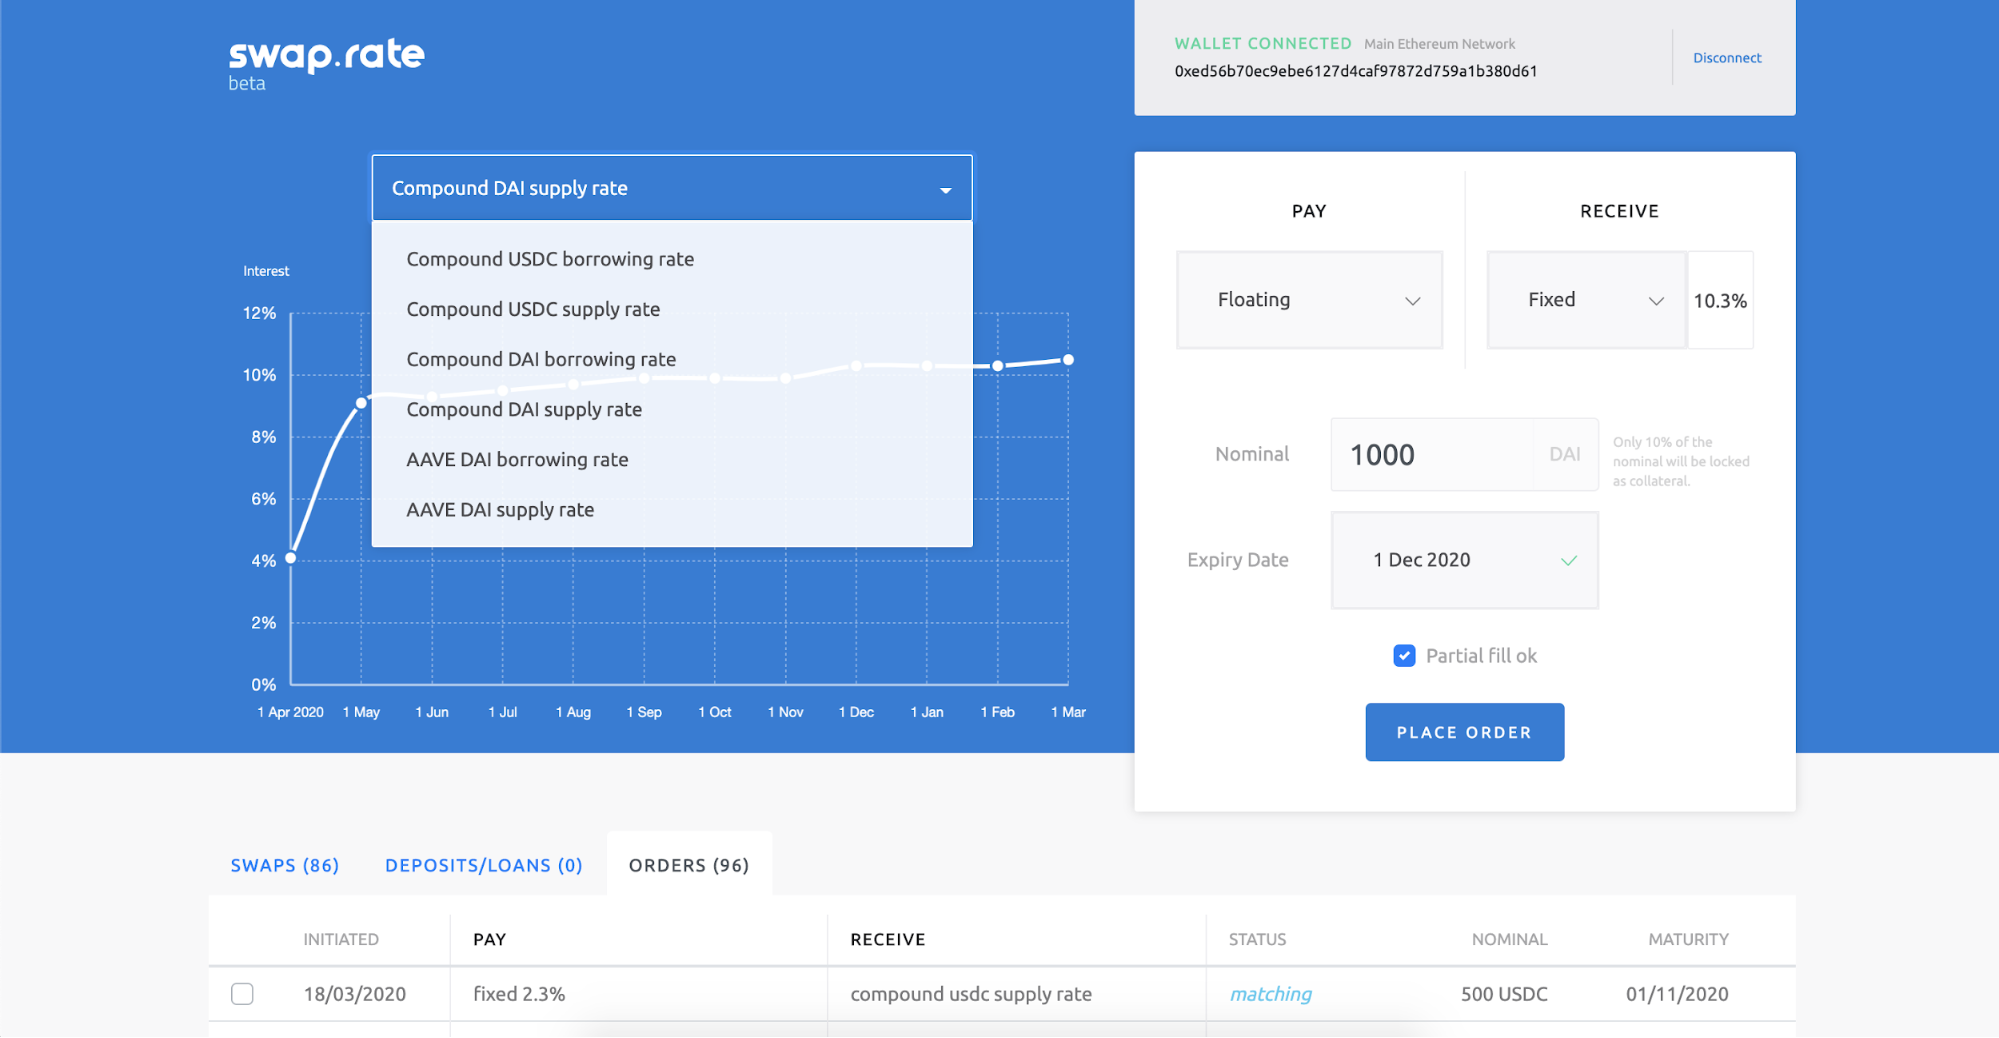 swap.rate
beta
WALLET CONNECTED Main Ethereum Network
0xed56b70ec9ebe6127d4caf97872d759a1b380d61
Disconnect
Compound DAI supply rate
Compound USDC borrowing rate
Compound USDC supply rate
Compound DAI borrowing rate
Compound DAI supply rate
AAVE DAI borrowing rate
AAVE DAI supply rate
Interest
12%
10%
8%
6%
4%
2%
0%
1 Apr 2020 1 May 1 Jun 1 Jul 1 Aug 1 Sep 1 Oct 1 Nov 1 Dec 1 Jan 1 Feb 1 Mar
PAY RECEIVE
Floating Fixed 10.3%
Nominal 1000 DAI
Only 10% of the
nominal will be locked
as collateral.
Expiry Date 1 Dec 2020
Partial fill ok
PLACE ORDER
SWAPS (86) DEPOSITS/LOANS (0) ORDERS (96)
INITIATED PAY RECEIVE STATUS NOMINAL MATURITY
18/03/2020 fixed 2.3% compound usdc supply rate matching 500 USDC 01/11/2020